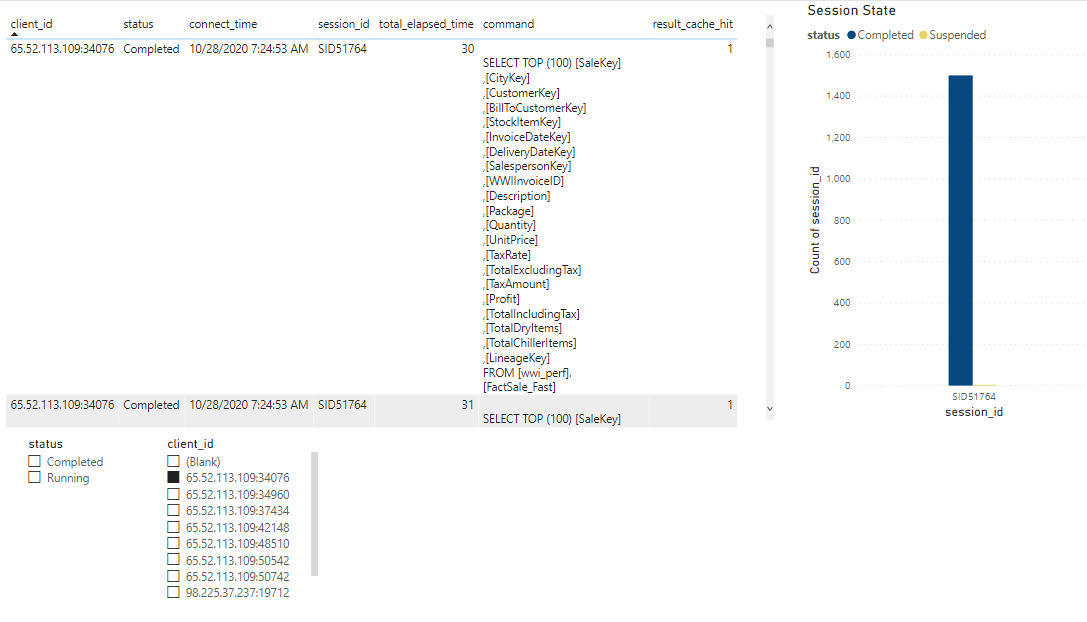 client_id status connect_time session_id total_elapsed_time command result_cache_hit
65.52.113.109:34076 Completed 10/28/2020 7:24:53 AM SID51764 30 1
SELECT TOP (100) [SaleKey]
,[CityKey]
,[CustomerKey]
,[BillToCustomerKey]
,[StockItemKey]
,[InvoiceDateKey]
,[DeliveryDateKey]
,[SalespersonKey]
,[WWIInvoiceID]
,[Description]
,[Package]
,[Quantity]
,[UnitPrice]
,[TaxRate]
,[TotalExcludingTax]
,[TaxAmount]
,[Profit]
,[TotalIncludingTax]
,[TotalDryItems]
,[TotalChillerItems]
,[LineageKey]
FROM [wwi_perf].
[FactSale_Fast]
65.52.113.109:34076 Completed 10/28/2020 7:24:53 AM SID51764 31 1
SELECT TOP (100) [SaleKey]
Session State
status Completed Suspended
1,600
1,400
1,200
1,000
800
600
400
200
0
Count of session_id
SID51764
session_id
status
Completed
Running
client_id
(Blank)
65.52.113.109:34076
65.52.113.109:34960
65.52.113.109:37434
65.52.113.109:42148
65.52.113.109:48510
65.52.113.109:50542
65.52.113.109:50742
98.225.37.237:19712